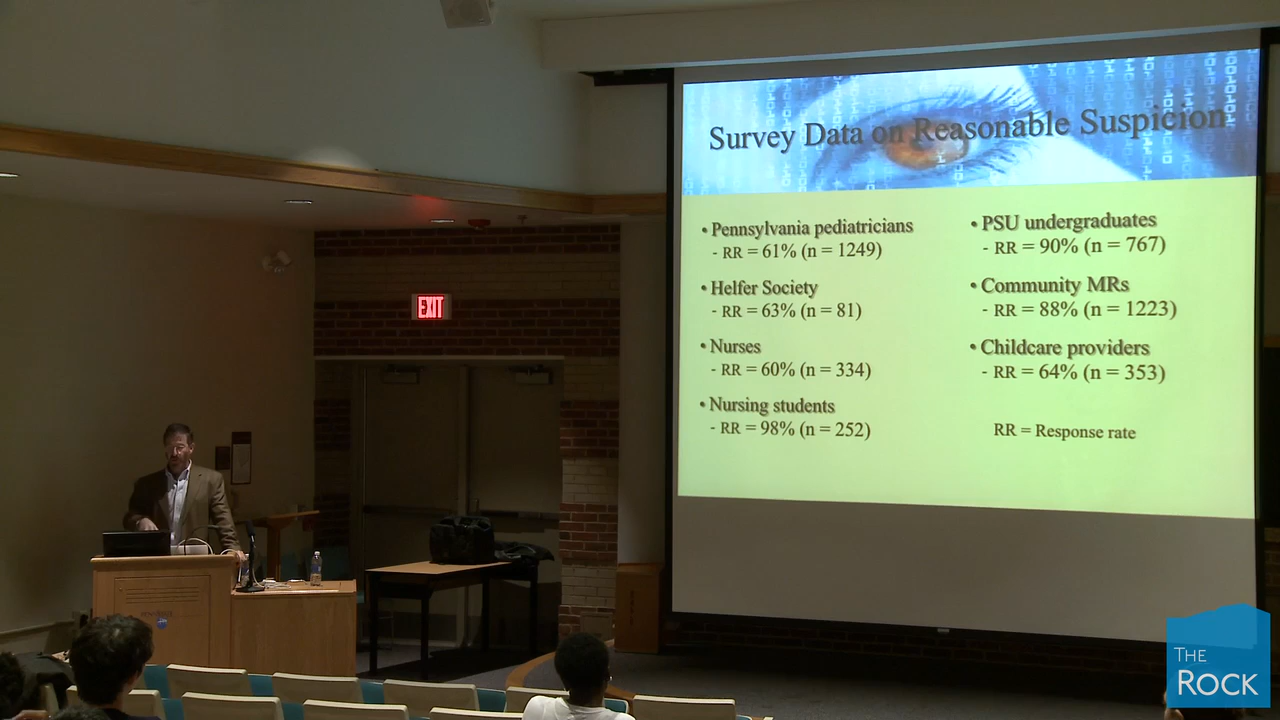 Survey Data on Reasonable Suspicion
• Pennsylvania pediatricians
- RR = 61% (n = 1249)
• Helfer Society
- RR = 63% (n = 81)
• Nurses
- RR = 60% (n = 334)
• Nursing students
- RR = 98% (n = 252)
• PSU undergraduates
- RR = 90% (n = 767)
• Community MRs
- RR = 88% (n = 1223)
• Childcare providers
- RR = 64% (n = 353)
RR = Response rate
EXIT
THE
ROCK